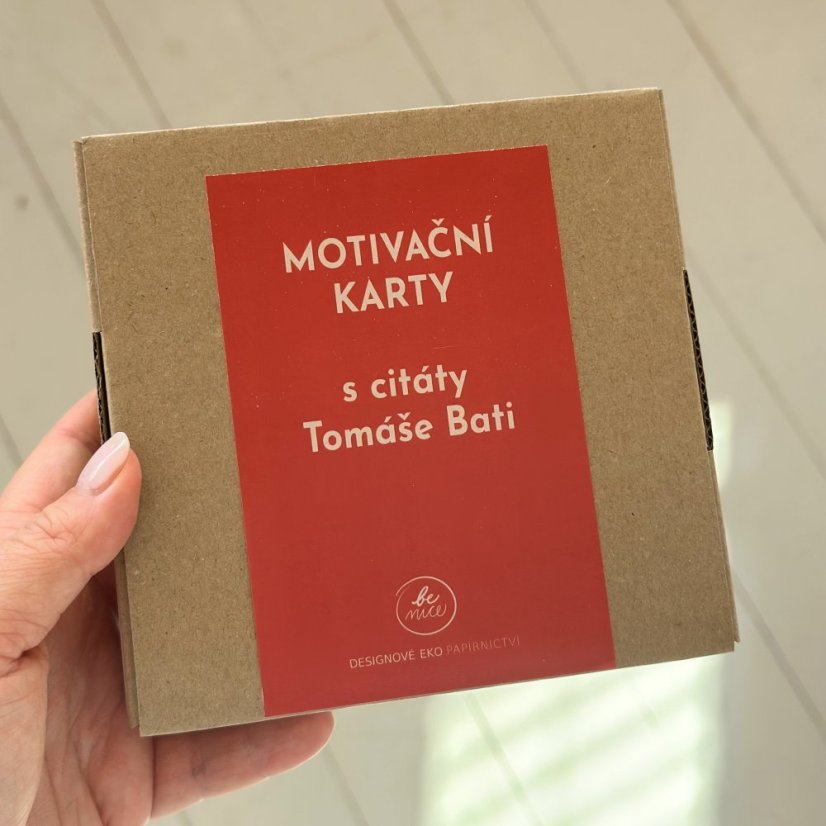 MOTIVAČNÍ
KARTY
s citáty
Tomáše Bati
be
nice
DESIGNOVÉ EKO PAPÍRNICTVÍ